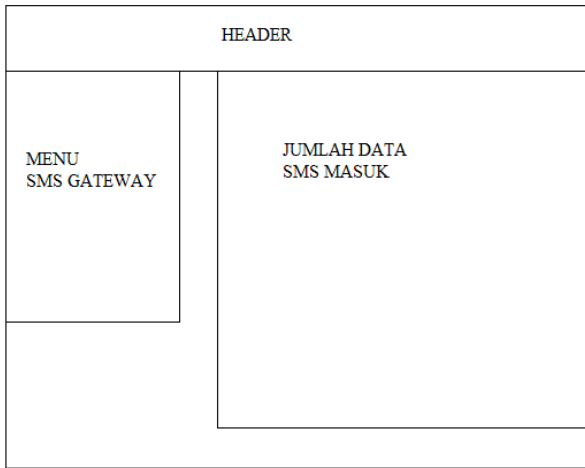 HEADER
MENU
SMS GATEWAY
JUMLAH DATA
SMS MASUK